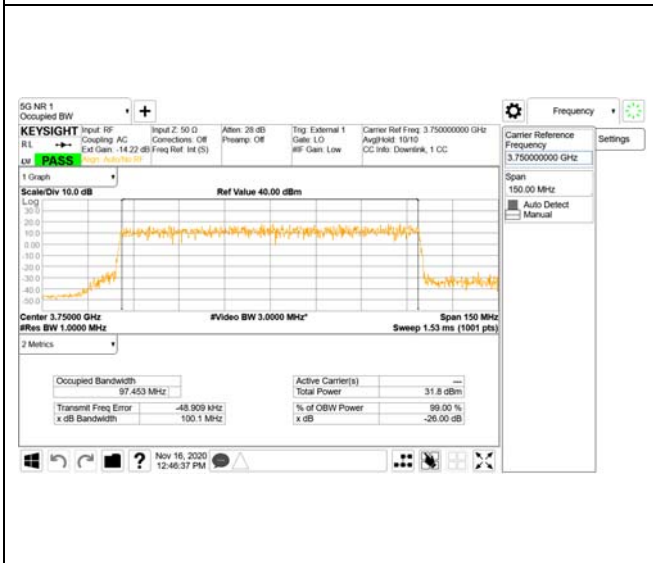 5G NR 1
Occupied BW
Frequency
KEYSIGHT
RL
PASS
Input: RF
Coupling: AC
Ext Gain: -14.22 dB
Align: Auto/No RF
Input Z: 50 Ω
Corrections: Off
Freq Ref: Int (S)
Atten: 28 dB
Preamp: Off
Trig: External 1
Gate: LO
#IF Gain: Low
Carrier Ref Freq: 3.750000000 GHz
Avg|Hold: 10/10
CC Info: Downlink, 1 CC
Carrier Reference
Frequency
3.750000000 GHz
Settings
Span
150.00 MHz
Auto Detect
Manual
1 Graph
Scale/Div 10.0 dB
Ref Value 40.00 dBm
Log
30.0
20.0
10.0
0.00
-10.0
-20.0
-30.0
-40.0
-50.0
Center 3.75000 GHz
#Video BW 3.0000 MHz*
Span 150 MHz
#Res BW 1.0000 MHz
Sweep 1.53 ms (1001 pts)
2 Metrics
Occupied Bandwidth
97.453 MHz
Transmit Freq Error -48.909 kHz
x dB Bandwidth 100.1 MHz
Active Carrier(s) ---
Total Power 31.8 dBm
% of OBW Power 99.00 %
x dB -26.00 dB
?
Nov 16, 2020
12:46:37 PM